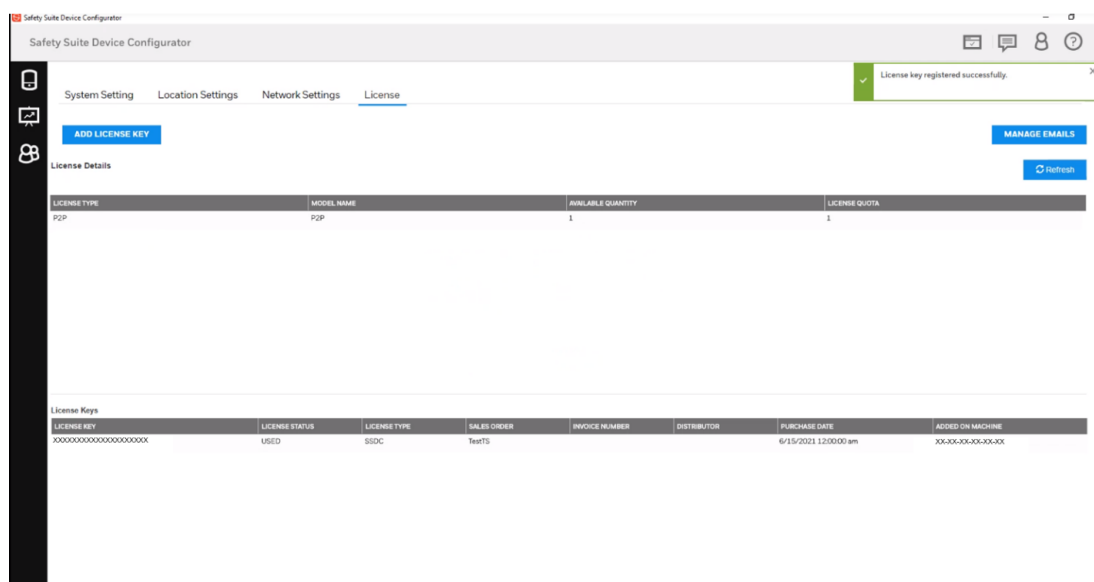 Safety Suite Device Configurator
Safety Suite Device Configurator
License key registered successfully.
System Setting Location Settings Network Settings License
ADD LICENSE KEY MANAGE EMAILS
License Details Refresh
LICENSE TYPE MODEL NAME AVAILABLE QUANTITY LICENSE QUOTA
P2P P2P 1 1
License Keys
LICENSE KEY LICENSE STATUS LICENSE TYPE SALES ORDER INVOICE NUMBER DISTRIBUTOR PURCHASE DATE ADDED ON MACHINE
XXXXXXXXXXXXXXXXXXXX USED SSDC TestTS 6/15/2021 12:00:00 am XX-XX-XX-XX-XX-XX